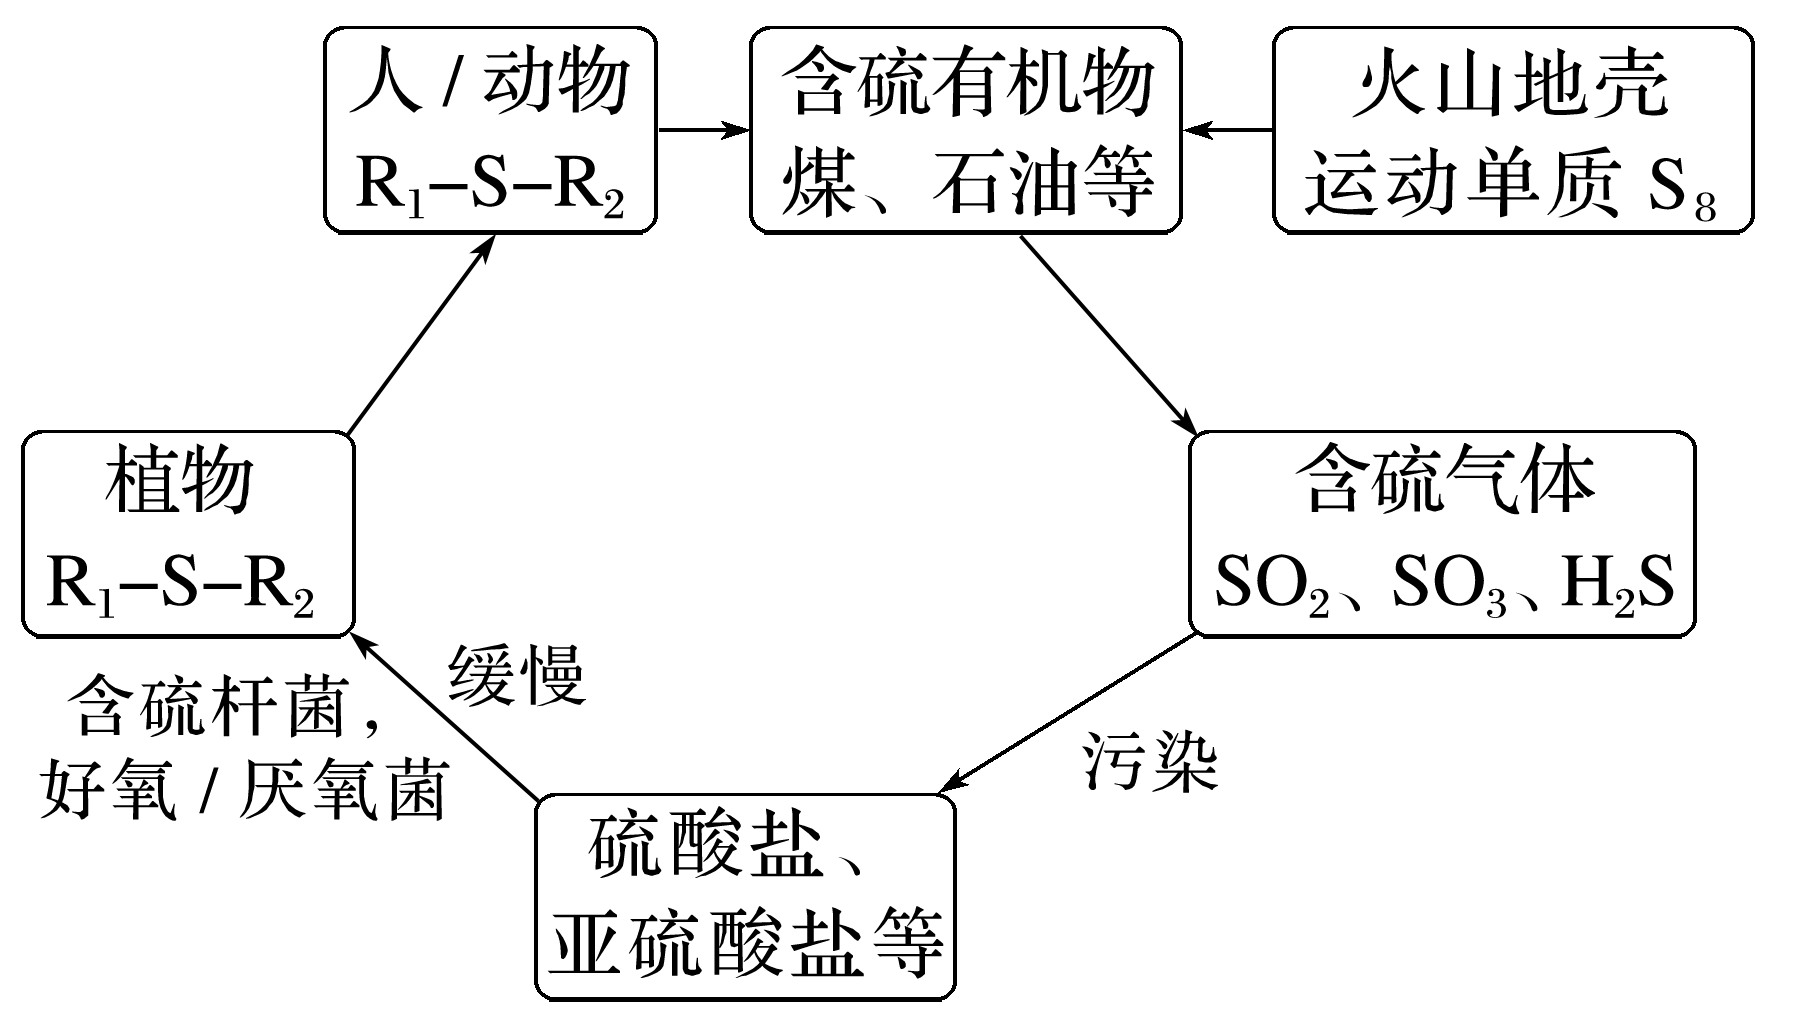 人/动物
R₁–S–R₂
含硫有机物
煤、石油等
火山地壳
运动单质 S₈
植物
R₁–S–R₂
含硫气体
SO₂、SO₃、H₂S
缓慢
含硫杆菌，
好氧/厌氧菌
污染
硫酸盐、
亚硫酸盐等